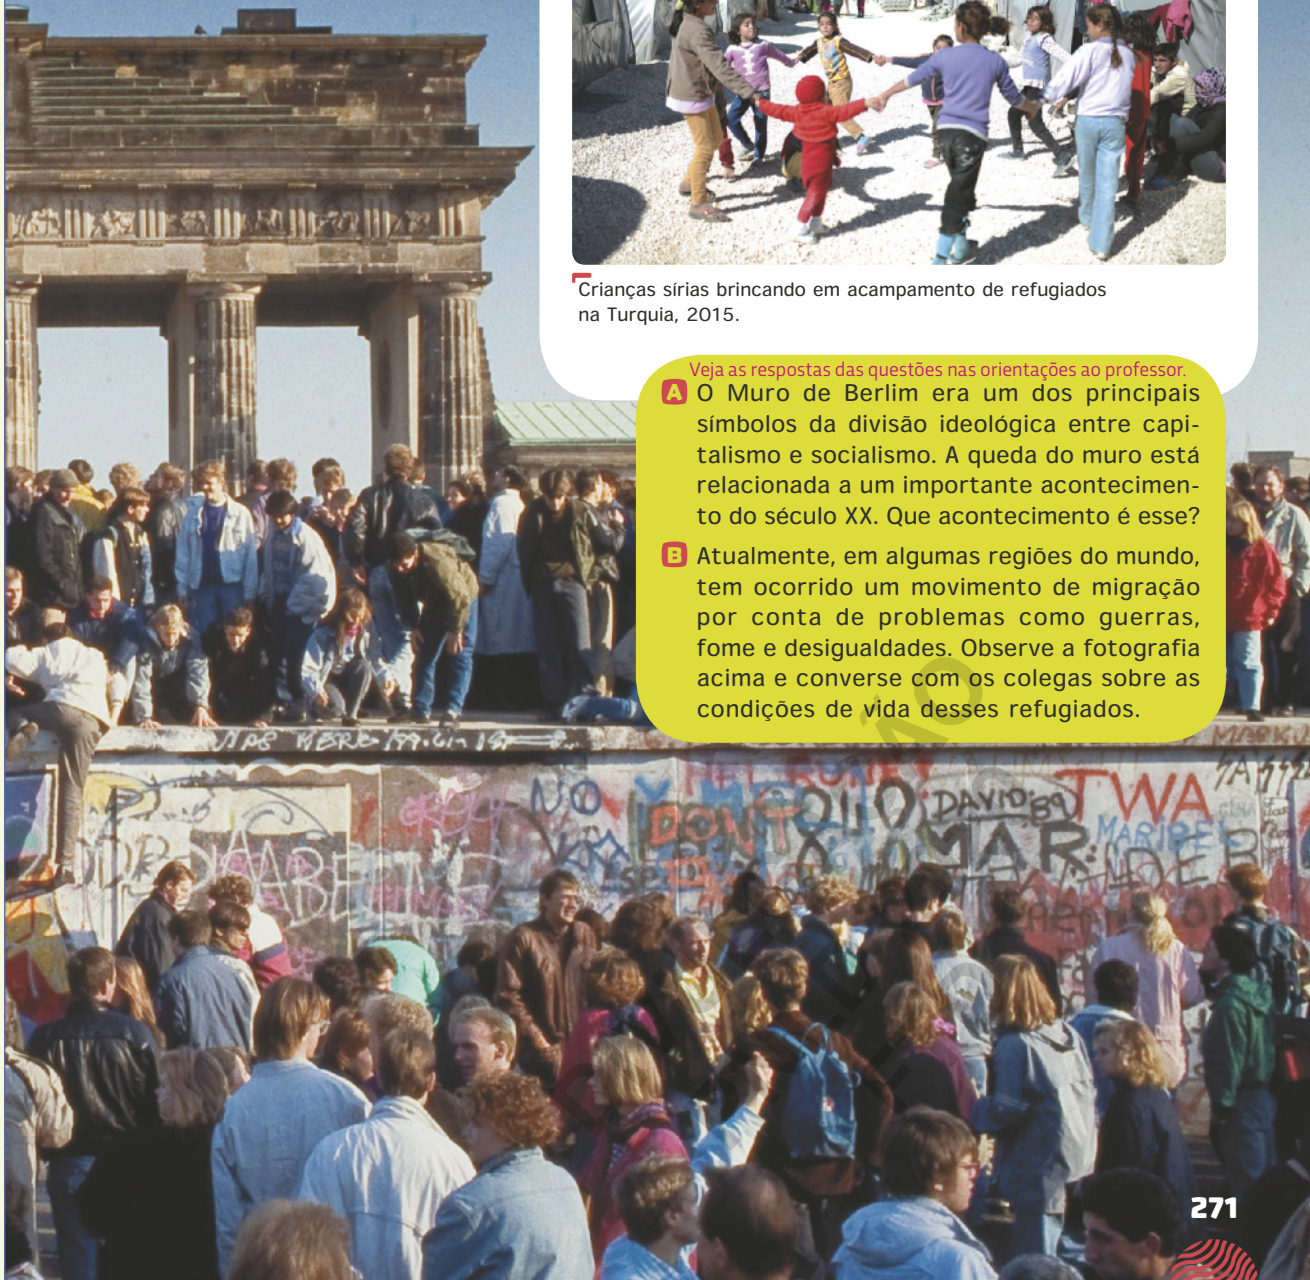 Crianças sírias brincando em acampamento de refugiados
na Turquia, 2015.
Veja as respostas das questões nas orientações ao professor.
A O Muro de Berlim era um dos principais
símbolos da divisão ideológica entre capi-
talismo e socialismo. A queda do muro está
relacionada a um importante acontecimen-
to do século XX. Que acontecimento é esse?
B Atualmente, em algumas regiões do mundo,
tem ocorrido um movimento de migração
por conta de problemas como guerras,
fome e desigualdades. Observe a fotografia
acima e converse com os colegas sobre as
condições de vida desses refugiados.
NO
DON'T
DAVID '89
TWA
MAR
MARIBEL
271